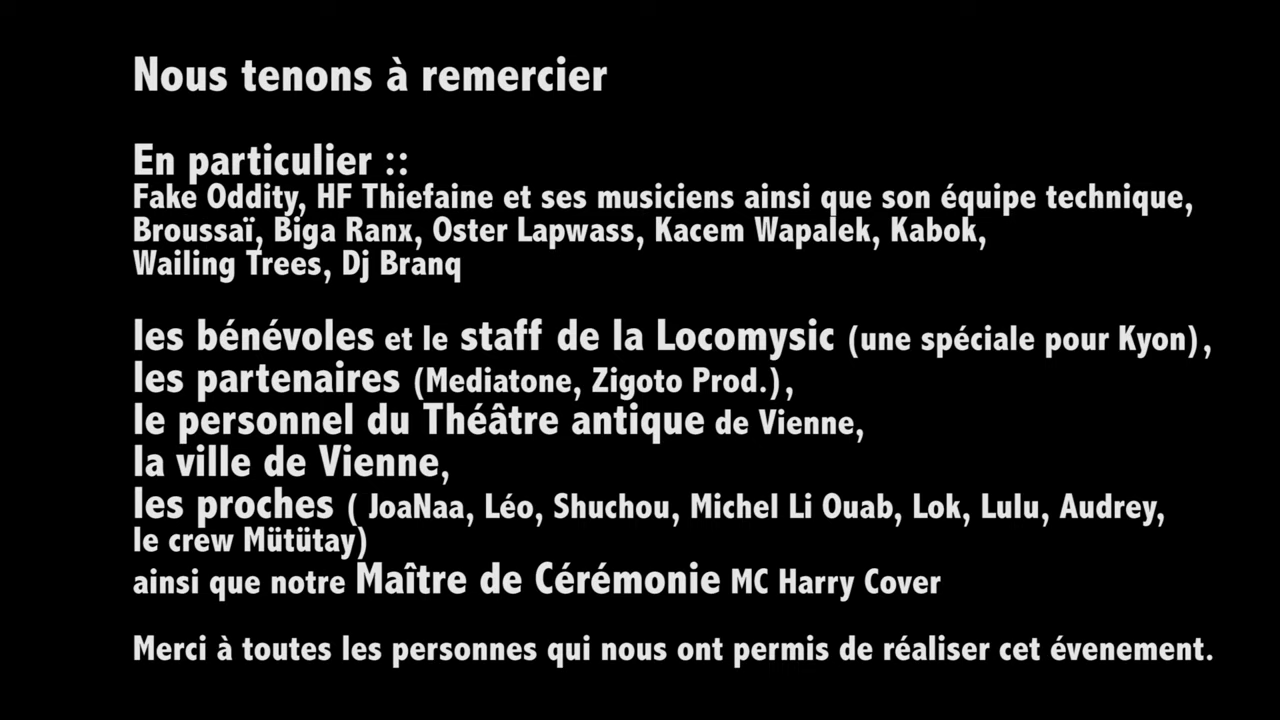 Nous tenons à remercier
En particulier ::
Fake Oddity, HF Thiefaine et ses musiciens ainsi que son équipe technique,
Broussaï, Biga Ranx, Oster Lapwass, Kacem Wapalek, Kabok,
Wailing Trees, Dj Branq
les bénévoles et le staff de la Locomysic (une spéciale pour Kyon),
les partenaires (Mediatone, Zigoto Prod.),
le personnel du Théâtre antique de Vienne,
la ville de Vienne,
les proches ( JoaNaa, Léo, Shuchou, Michel Li Ouab, Lok, Lulu, Audrey,
le crew Mütütay)
ainsi que notre Maître de Cérémonie MC Harry Cover
Merci à toutes les personnes qui nous ont permis de réaliser cet évenement.